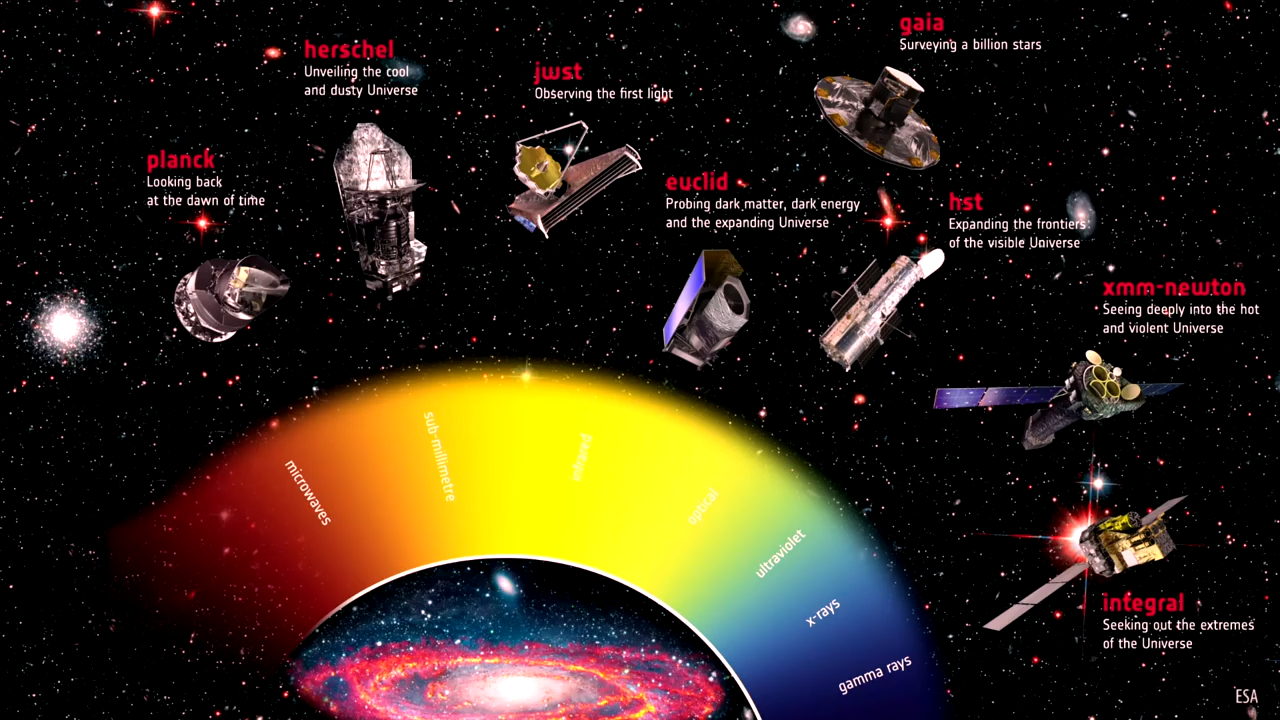 gaia
Surveying a billion stars
herschel
Unveiling the cool
and dusty Universe
jwst
Observing the first light
planck
Looking back
at the dawn of time
euclid
Probing dark matter, dark energy
and the expanding Universe
hst
Expanding the frontiers
of the visible Universe
xmm-newton
Seeing deeply into the hot
and violent Universe
microwaves
sub-millimetre
infrared
optical
ultraviolet
x-rays
gamma rays
integral
Seeking out the extremes
of the Universe
ESA